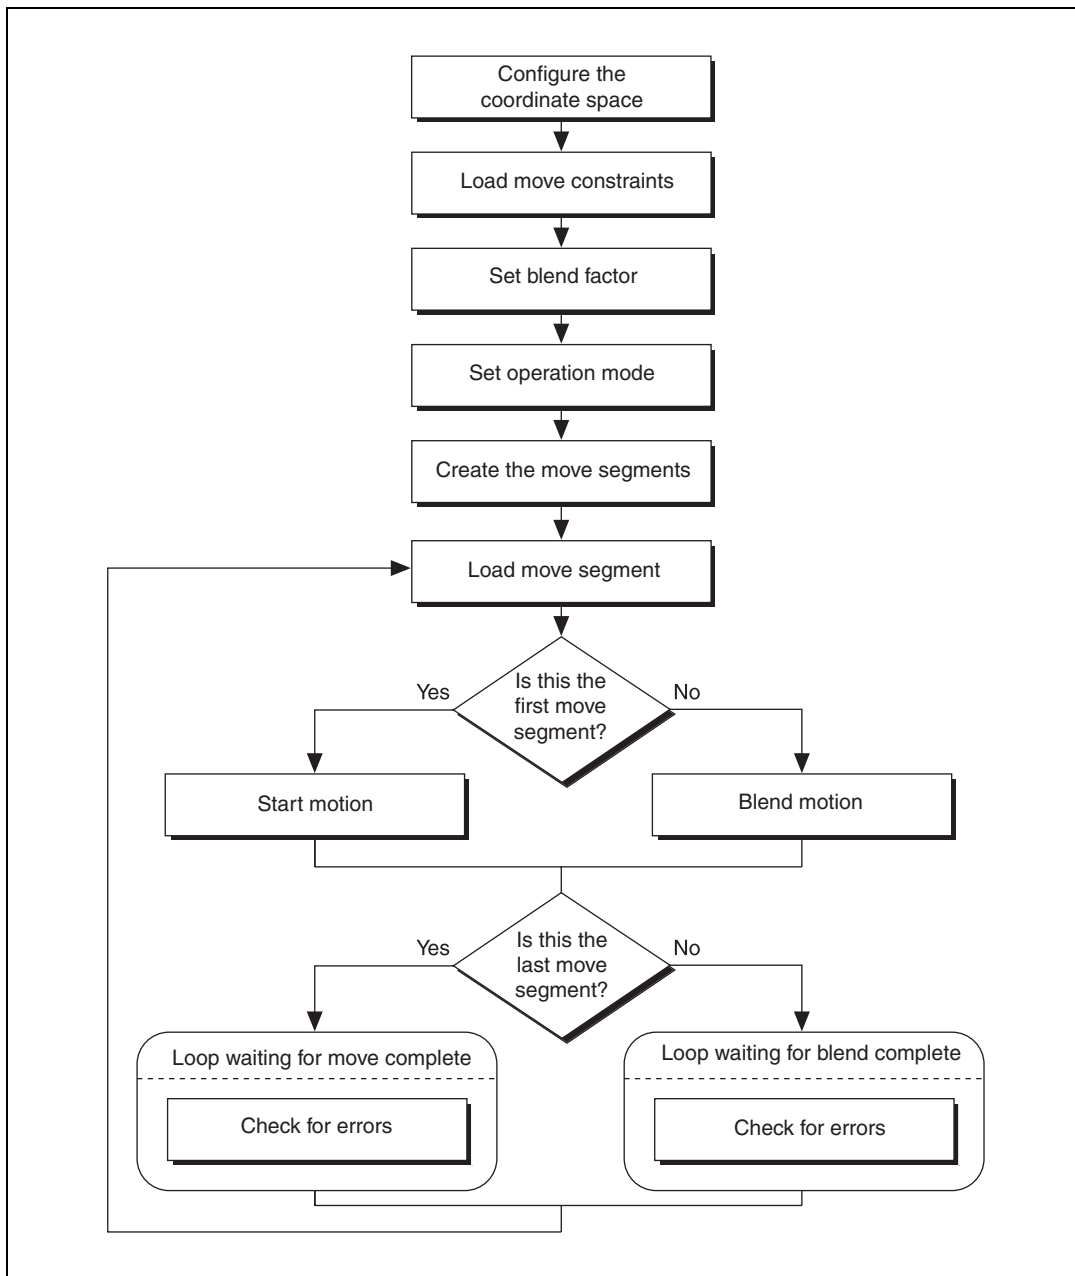 Configure the
coordinate space
Load move constraints
Set blend factor
Set operation mode
Create the move segments
Load move segment
Is this the
first move
segment?
Yes
No
Start motion
Blend motion
Is this the
last move
segment?
Yes
No
Loop waiting for move complete
Check for errors
Loop waiting for blend complete
Check for errors